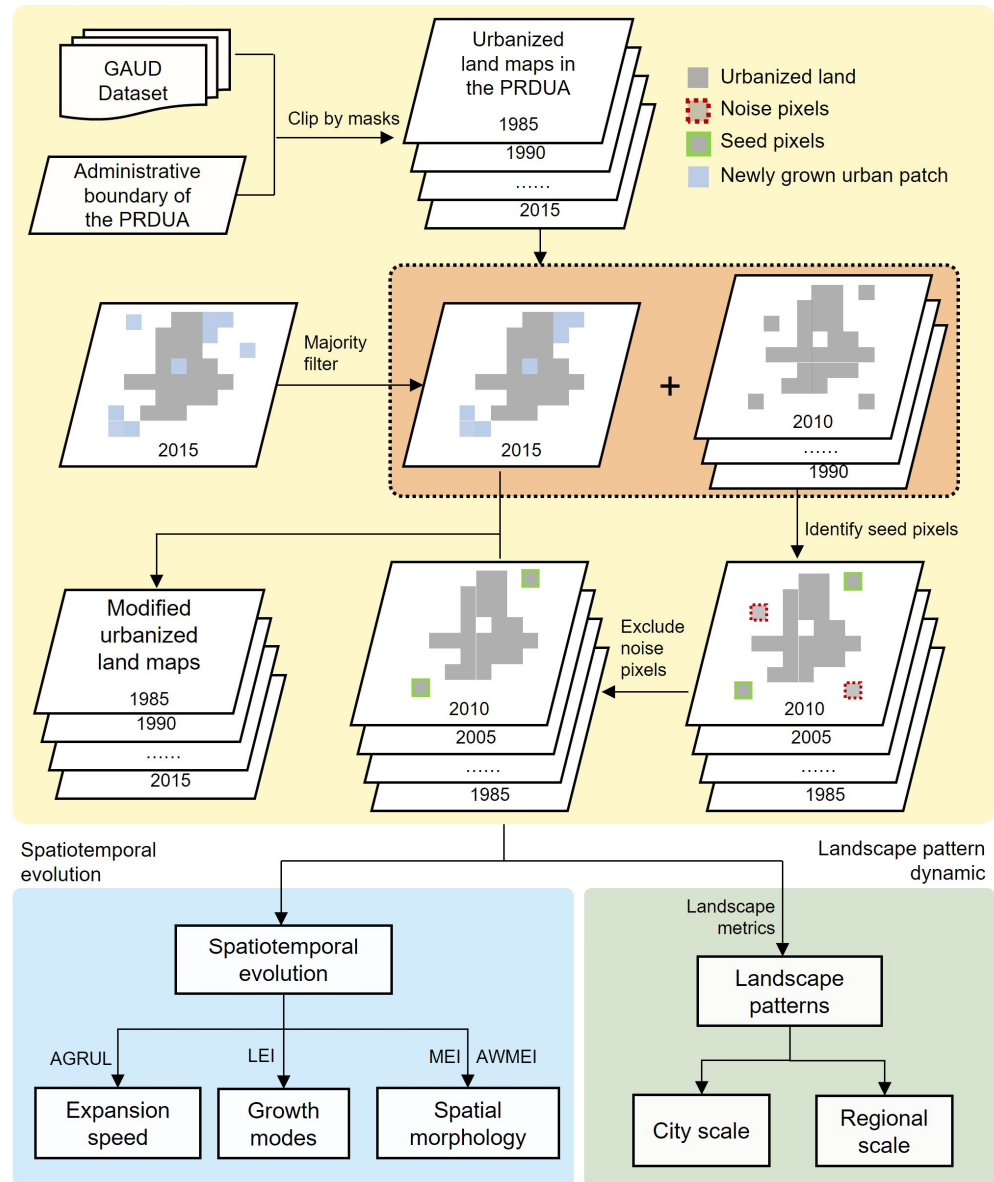 GAUD
Dataset
Administrative
boundary of
the PRDUA
Clip by masks
Urbanized
land maps in
the PRDUA
1985
1990
......
2015
Urbanized land
Noise pixels
Seed pixels
Newly grown urban patch
2015
Majority
filter
2015
+
2010
......
1990
Identify seed pixels
Modified
urbanized
land maps
1985
1990
......
2015
2010
2005
......
1985
Exclude
noise
pixels
2010
2005
......
1985
Spatiotemporal
evolution
Landscape pattern
dynamic
Spatiotemporal
evolution
AGRUL
LEI
MEI
AWMEI
Expansion
speed
Growth
modes
Spatial
morphology
Landscape
metrics
Landscape
patterns
City scale
Regional
scale